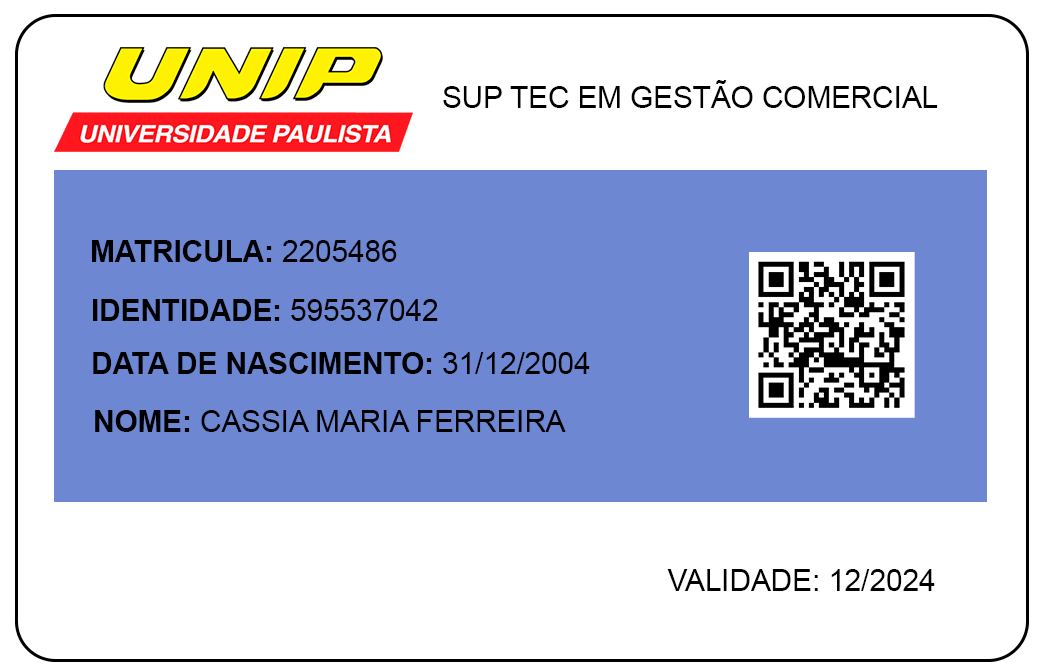 UNIP
UNIVERSIDADE PAULISTA
SUP TEC EM GESTÃO COMERCIAL
MATRICULA: 2205486
IDENTIDADE: 595537042
DATA DE NASCIMENTO: 31/12/2004
NOME: CASSIA MARIA FERREIRA
VALIDADE: 12/2024